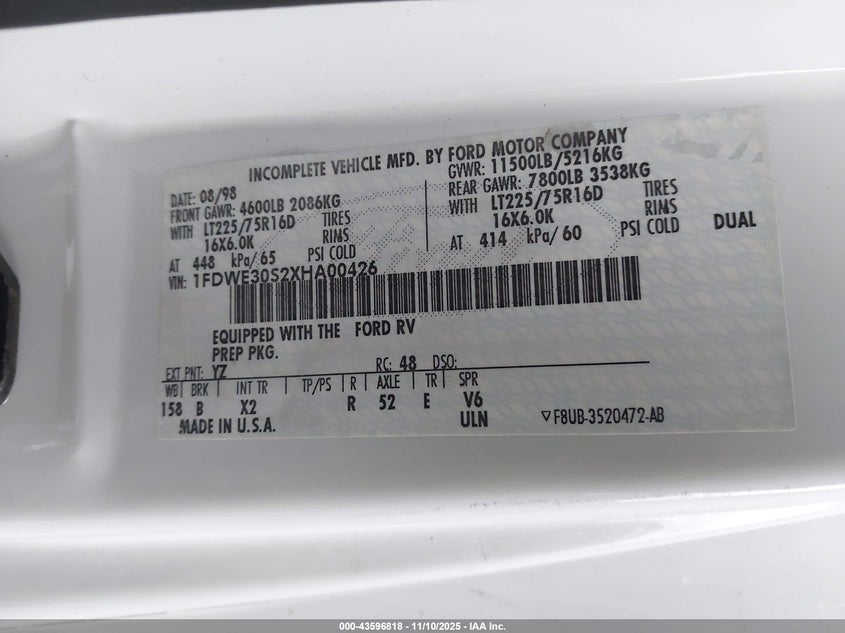 INCOMPLETE VEHICLE MFD. BY FORD MOTOR COMPANY
DATE: 08/98 GVWR: 11500LB/5216KG
FRONT GAWR: 4600LB 2086KG REAR GAWR: 7800LB 3538KG
WITH LT225/75R16D TIRES WITH LT225/75R16D TIRES
16X6.0K RINS 16X6.0K RINS DUAL
AT 448 kPa/65 PSI COLD AT 414 kPa/60 PSI COLD
VIN: 1FDWE30S2XHA00426
EQUIPPED WITH THE FORD RV
PREP PKG.
EXT PNT: YZ RC: 48 DSO:
WB BRK INT TR TP/PS R AXLE TR SPR
158 B X2 R 52 E V6
MADE IN U.S.A. ULN ▽F8UB-3520472-AB
000-43596818 - 11/10/2025 - IAA Inc.